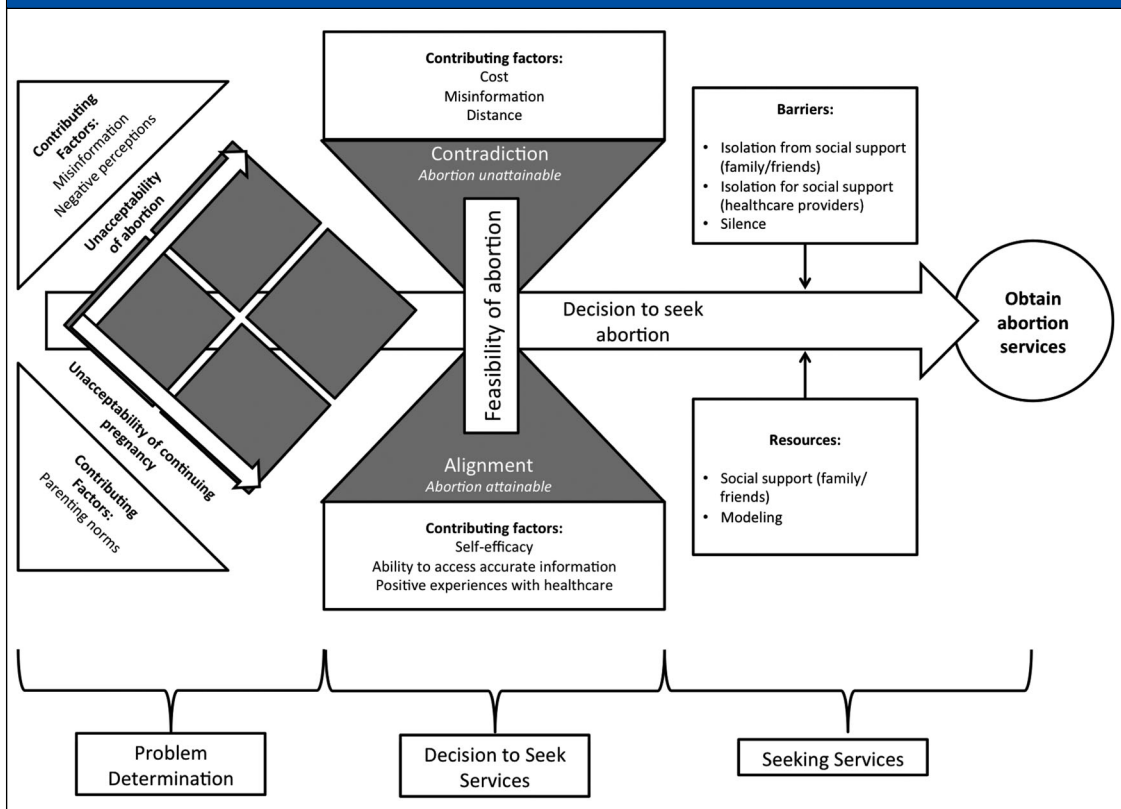 Contributing
Factors:
Misinformation
Negative perceptions
Unacceptability
of abortion
Unacceptability of continuing
pregnancy
Contributing
Factors:
Parenting norms
Contributing factors:
Cost
Misinformation
Distance
Contradiction
Abortion unattainable
Feasibility of abortion
Alignment
Abortion attainable
Contributing factors:
Self-efficacy
Ability to access accurate information
Positive experiences with healthcare
Decision to seek
abortion
Barriers:
• Isolation from social support
(family/friends)
• Isolation for social support
(healthcare providers)
• Silence
Resources:
• Social support (family/
friends)
• Modeling
Obtain
abortion
services
Problem
Determination
Decision to Seek
Services
Seeking Services